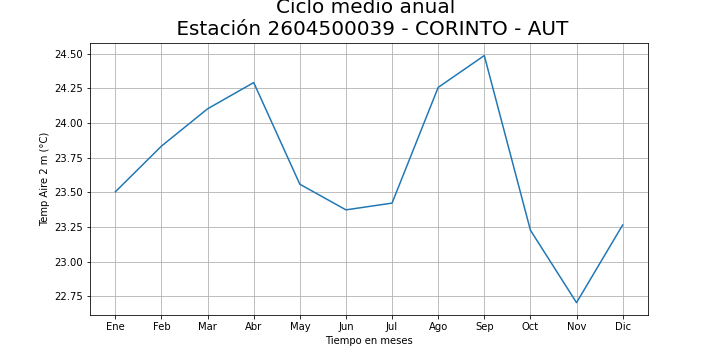 Ciclo medio anual
Estación 2604500039 - CORINTO - AUT
24.50
24.25
24.00
23.75
23.50
23.25
23.00
22.75
Temp Aire 2 m (°C)
Ene Feb Mar Abr May Jun Jul Ago Sep Oct Nov Dic
Tiempo en meses